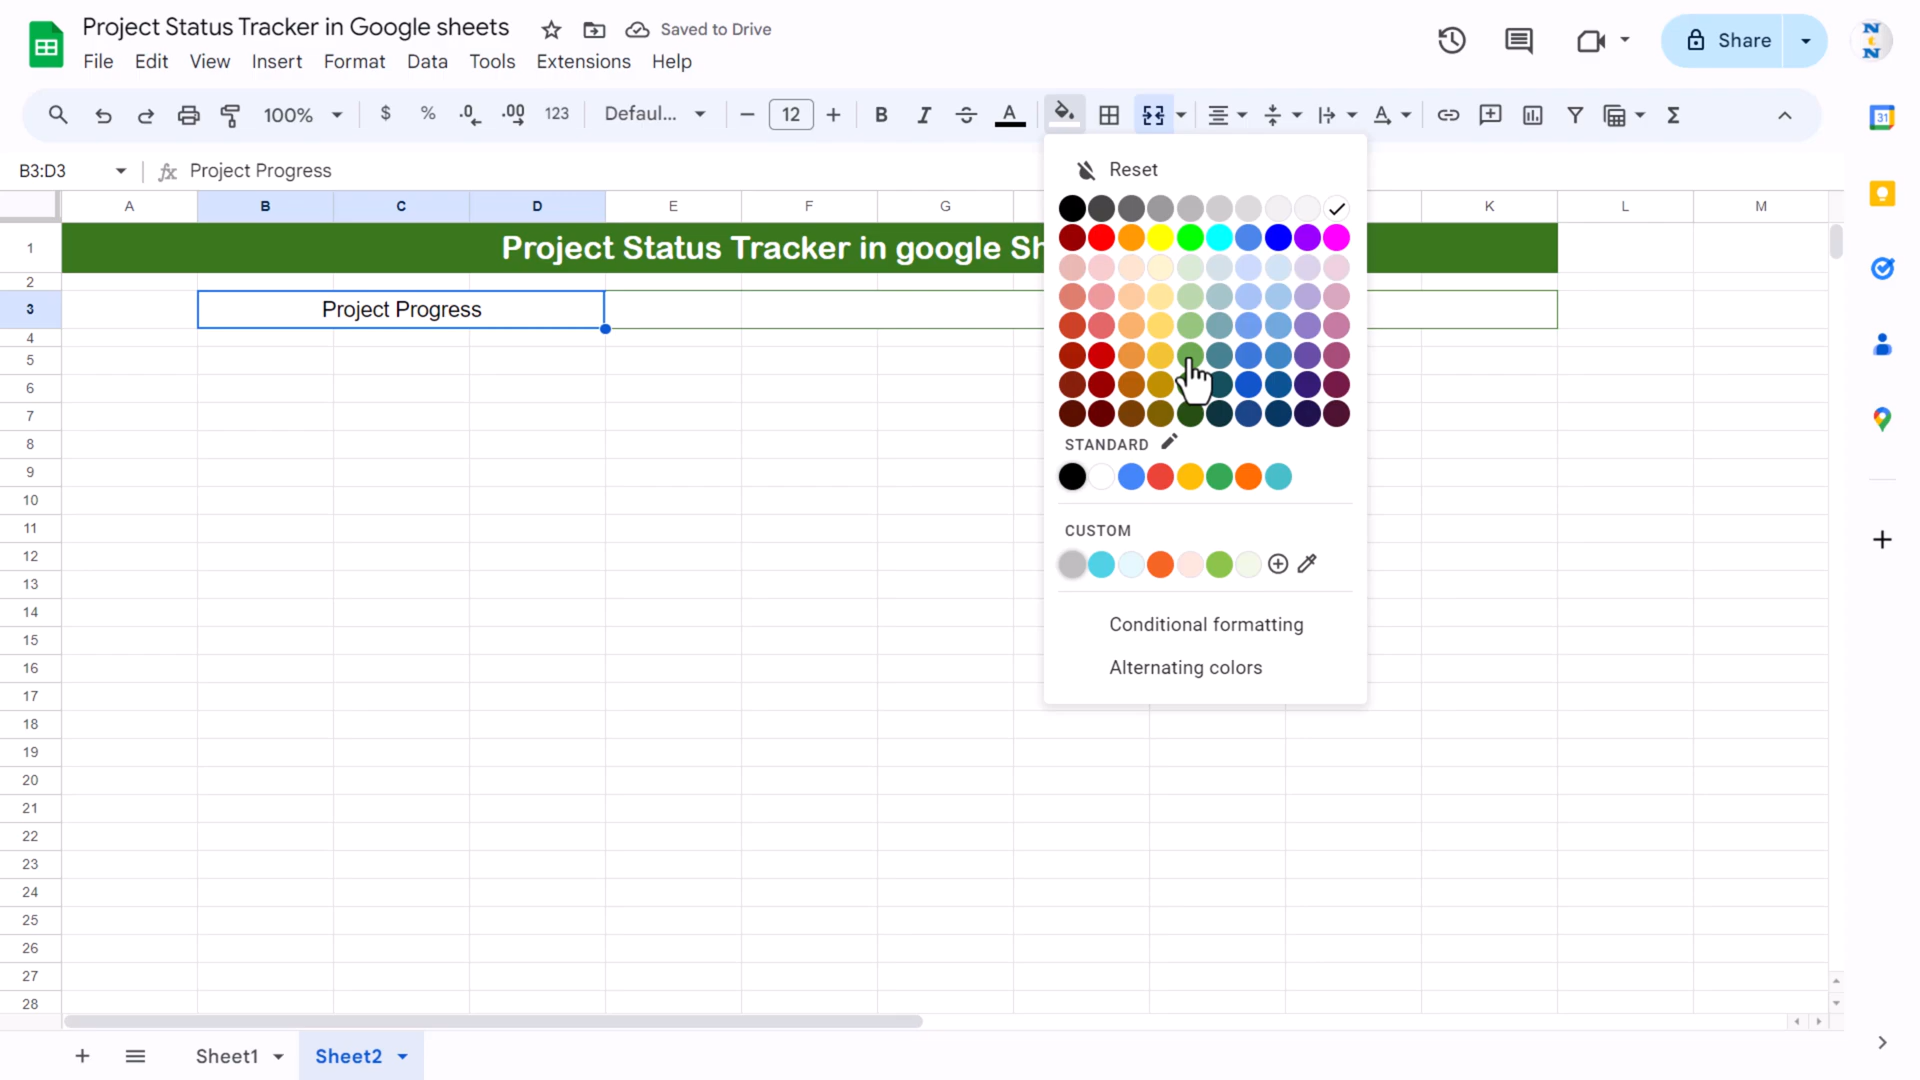 Project Status Tracker in Google sheets
Saved to Drive
File Edit View Insert Format Data Tools Extensions Help
Share
N
N
100% $ % .0 .00 123 Defaul... 12 B I A Σ
31
B3:D3 fx Project Progress
Reset
A B C D E F G K L M
1 Project Status Tracker in google Sh
2
3 Project Progress
4
5
6
7
8
9
10
11
12
13
14
15
16
17
18
19
20
21
22
23
24
25
26
27
28
STANDARD
CUSTOM
Conditional formatting
Alternating colors
+ Sheet1 Sheet2